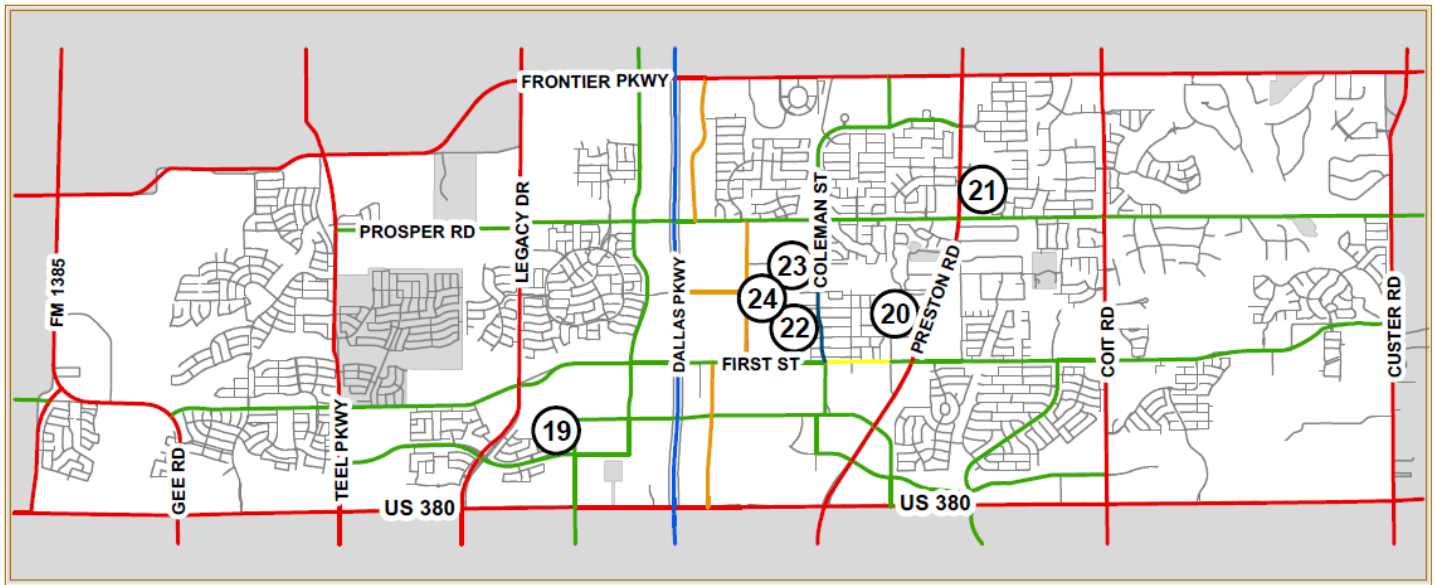 FRONTIER PKWY
21
COLEMAN ST
LEGACY DR
PROSPER RD
PRESTON RD
23
FM 1385
24
20
DALLAS PKWY
22
COIT RD
CUSTER RD
FIRST ST
19
TEEL PKWY
GEE RD
US 380
US 380